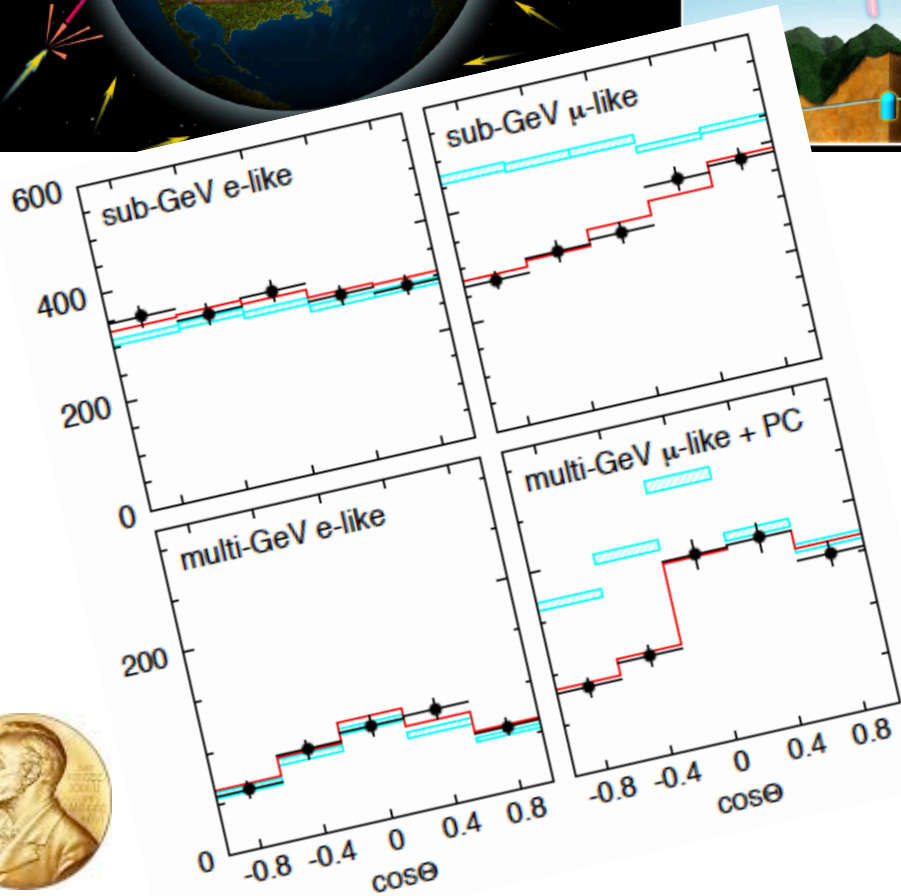 sub-GeV e-like
sub-GeV μ-like
600
400
200
0
multi-GeV e-like
multi-GeV μ-like + PC
200
0
-0.8 -0.4 0 0.4 0.8
cosΘ
-0.8 -0.4 0 0.4 0.8
cosΘ